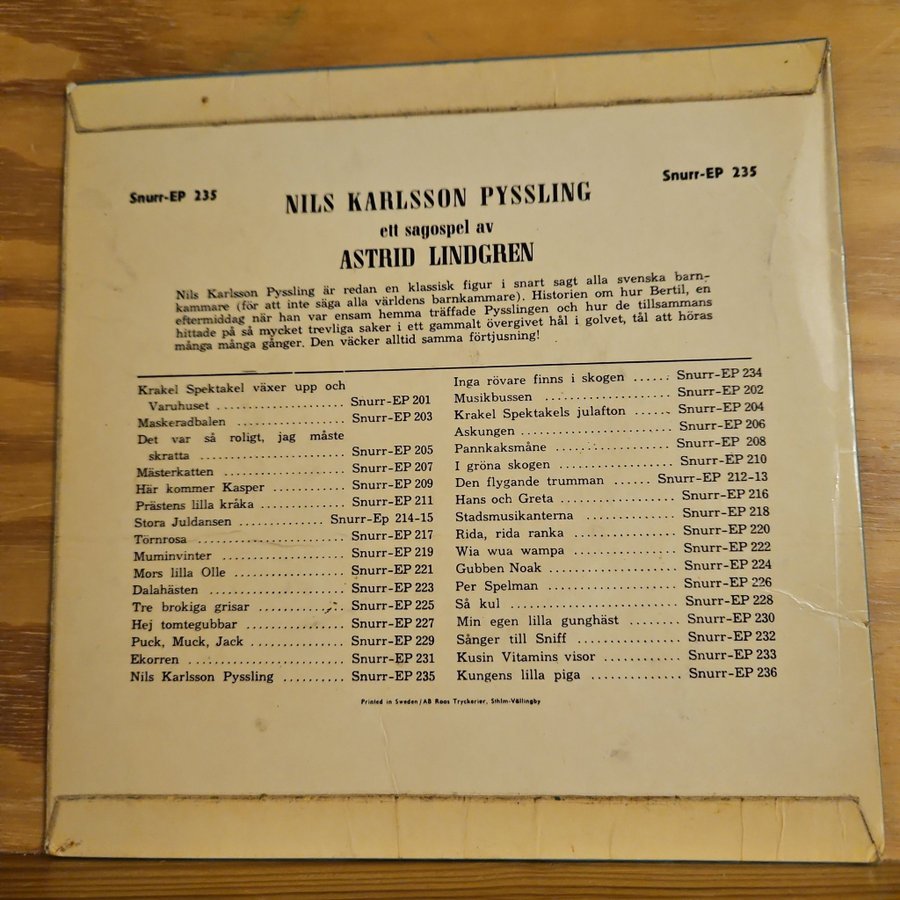 Snurr-EP 235
Snurr-EP 235
NILS KARLSSON PYSSLING
ett sagospel av
ASTRID LINDGREN
Nils Karlsson Pyssling är redan en klassisk figur i snart sagt alla svenska barn-
kammare (för att inte säga alla världens barnkammare). Historien om hur Bertil, en
eftermiddag när han var ensam hemma träffade Pysslingen och hur de tillsammans
hittade på så mycket trevliga saker i ett gammalt övergivet hål i golvet, tål att höras
många många gånger. Den väcker alltid samma förtjusning!
Krakel Spektakel växer upp och
Varuhuset .................... Snurr-EP 201
Maskeradbalen ................ Snurr-EP 203
Det var så roligt, jag måste
skratta ...................... Snurr-EP 205
Mästerkatten ................... Snurr-EP 207
Här kommer Kasper ............ Snurr-EP 209
Prästens lilla kråka ............. Snurr-EP 211
Stora Juldansen ............. Snurr-Ep 214-15
Törnrosa ....................... Snurr-EP 217
Muminvinter .................... Snurr-EP 219
Mors lilla Olle ................. Snurr-EP 221
Dalahästen ..................... Snurr-EP 223
Tre brokiga grisar ............. Snurr-EP 225
Hej tomtegubbar ................ Snurr-EP 227
Puck, Muck, Jack .............. Snurr-EP 229
Ekorren ........................ Snurr-EP 231
Nils Karlsson Pyssling .......... Snurr-EP 235
Inga rövare finns i skogen ...... Snurr-EP 234
Musikbussen ................... Snurr-EP 202
Krakel Spektakels julafton ...... Snurr-EP 204
Askungen ....................... Snurr-EP 206
Pannkaksmåne .................. Snurr-EP 208
I gröna skogen ................. Snurr-EP 210
Den flygande trumman ...... Snurr-EP 212-13
Hans och Greta ................. Snurr-EP 216
Stadsmusikanterna .............. Snurr-EP 218
Rida, rida ranka ............... Snurr-EP 220
Wia wua wampa ................ Snurr-EP 222
Gubben Noak ................... Snurr-EP 224
Per Spelman .................... Snurr-EP 226
Så kul ......................... Snurr-EP 228
Min egen lilla gunghäst ........ Snurr-EP 230
Sånger till Sniff ............... Snurr-EP 232
Kusin Vitamins visor ............ Snurr-EP 233
Kungens lilla piga .............. Snurr-EP 236
Printed in Sweden/AB Roos Tryckerier, Sthlm-Vällingby